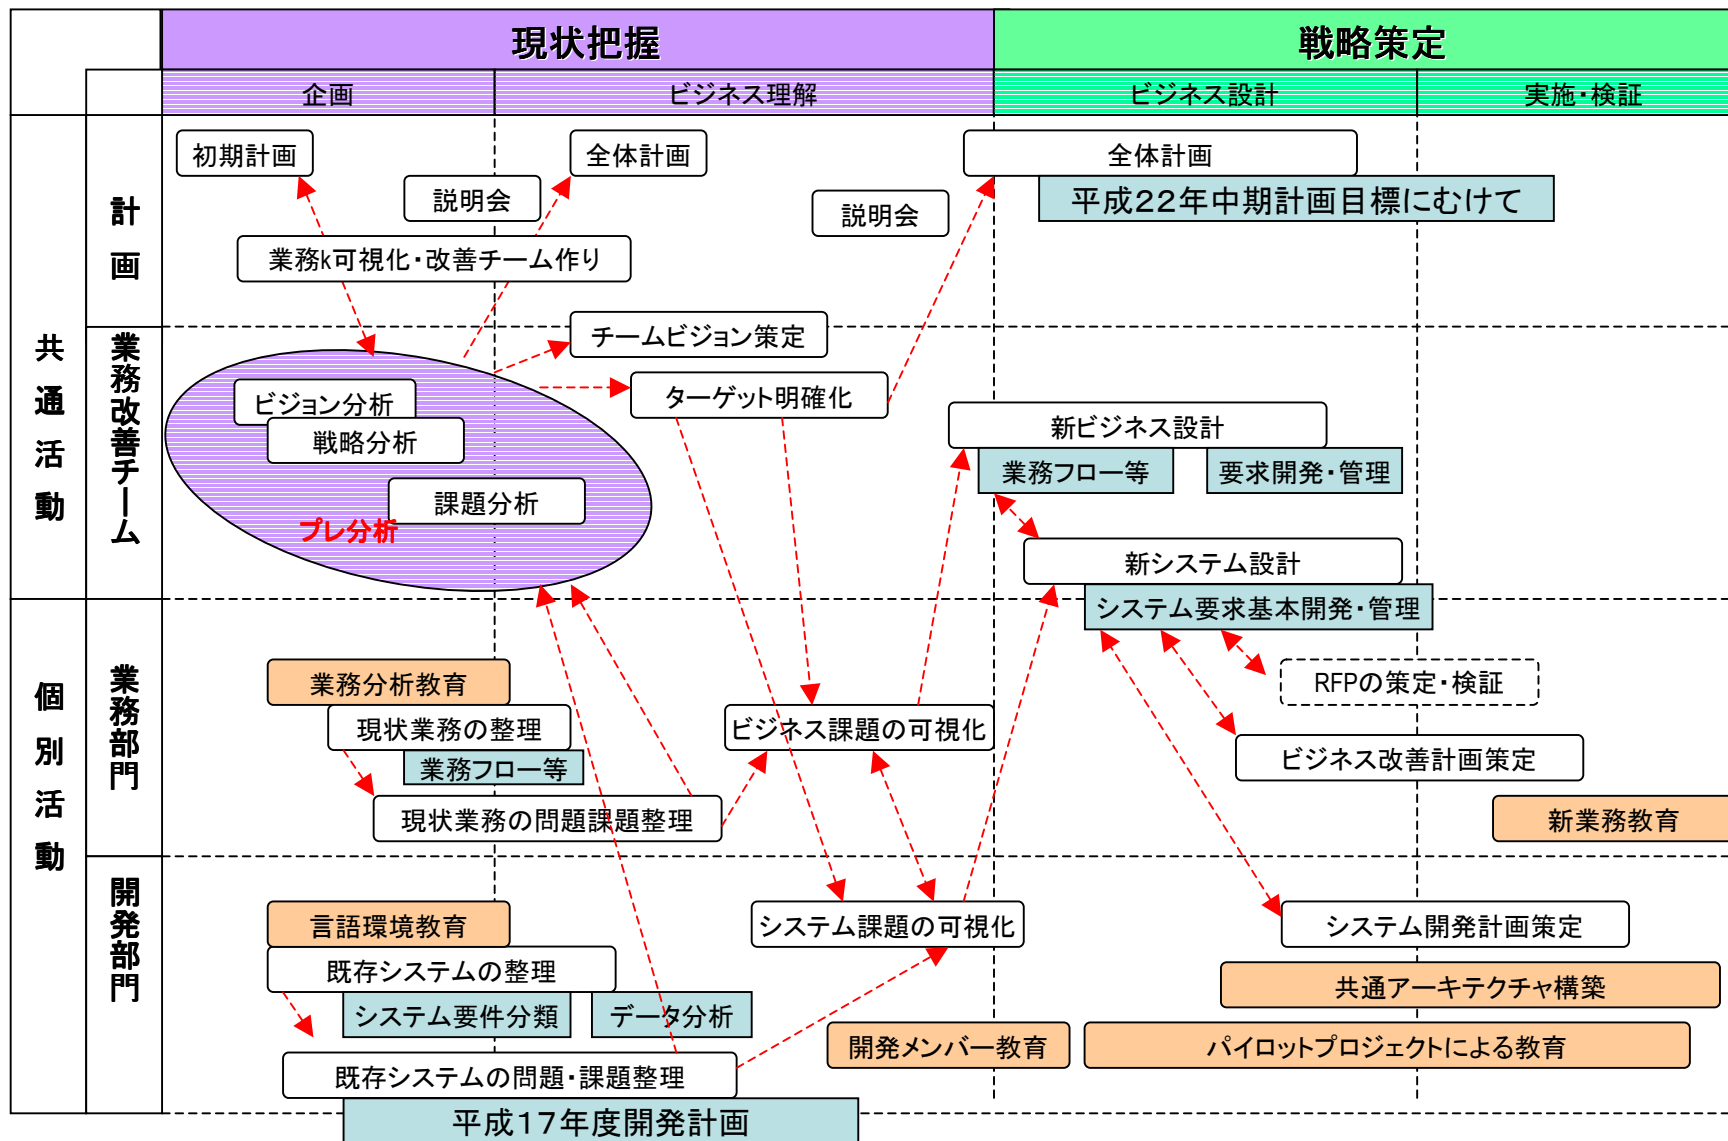 現状把握
戦略策定
企画
ビジネス理解
ビジネス設計
実施・検証
共通活動
計画
初期計画
全体計画
全体計画
説明会
平成22年中期計画目標にむけて
説明会
業務k可視化・改善チーム作り
業務改善チーム
チームビジョン策定
ビジョン分析
ターゲット明確化
戦略分析
新ビジネス設計
業務フロー等
要求開発・管理
課題分析
プレ分析
新システム設計
システム要求基本開発・管理
個別活動
業務部門
業務分析教育
RFPの策定・検証
現状業務の整理
ビジネス課題の可視化
業務フロー等
ビジネス改善計画策定
現状業務の問題課題整理
新業務教育
開発部門
言語環境教育
システム課題の可視化
システム開発計画策定
既存システムの整理
共通アーキテクチャ構築
システム要件分類
データ分析
開発メンバー教育
パイロットプロジェクトによる教育
既存システムの問題・課題整理
平成17年度開発計画